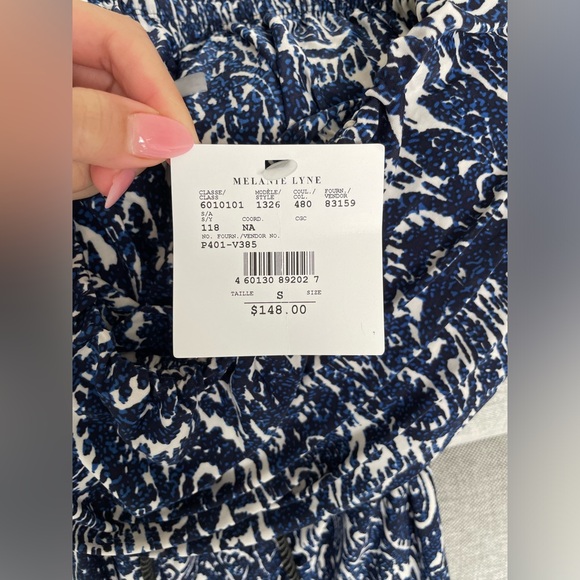 MELANIE LYNE
CLASSE/ MODÈLE/ COUL./ FOURN./
CLASS STYLE COL. VENDOR
6010101 1326 480 83159
S/A
S/Y COORD. CGC
118 NA
NO. FOURN./VENDOR NO.
P401-V385
4 60130 89202 7
TAILLE S SIZE
$148.00